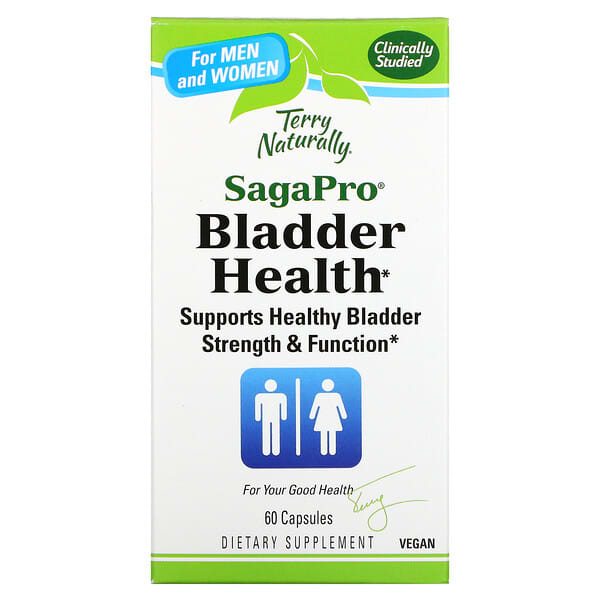 For MEN
and WOMEN
Clinically
Studied
Terry
Naturally®
SagaPro®
Bladder
Health*
Supports Healthy Bladder
Strength & Function*
For Your Good Health
Terry
60 Capsules
DIETARY SUPPLEMENT
VEGAN